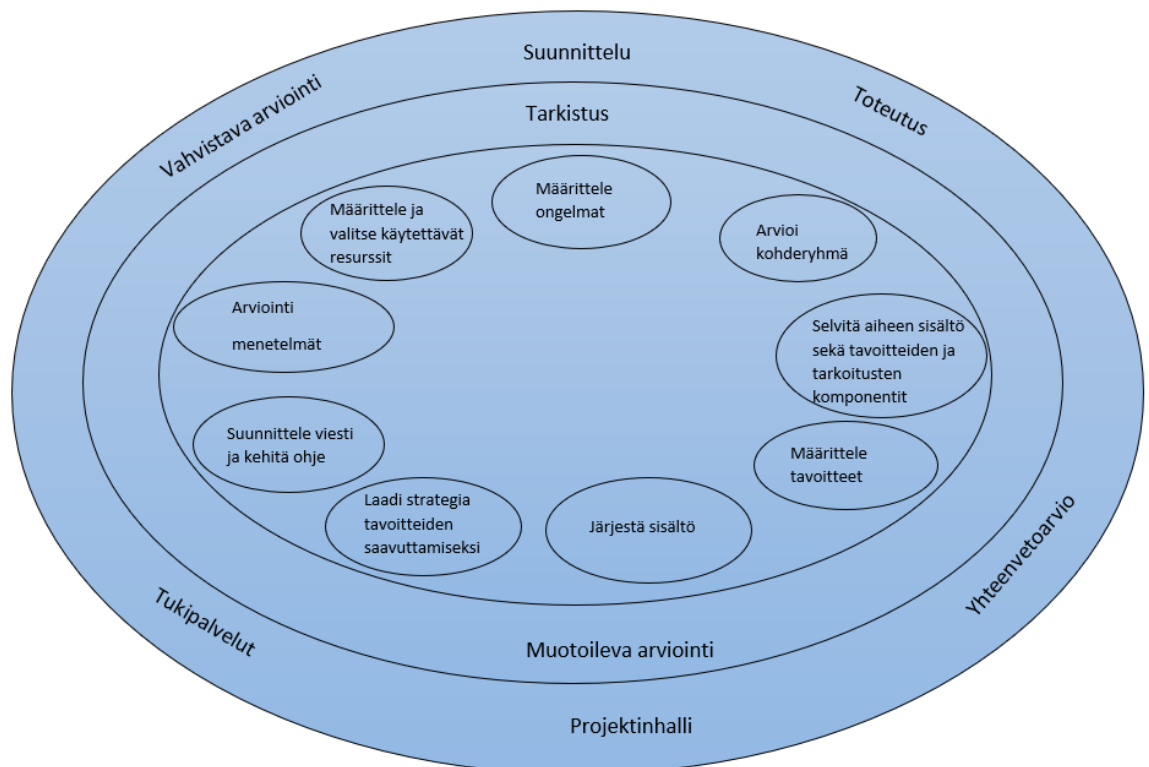 Suunnittelu
Toteutus
Yhteenvetoarvio
Projektinhalli
Tukipalvelut
Vahvistava arviointi
Tarkistus
Muotoileva arviointi
Määrittele
ongelmat
Arvioi
kohderyhmä
Selvitä aiheen sisältö
sekä tavoitteiden ja
tarkoitusten
komponentit
Määrittele
tavoitteet
Järjestä sisältö
Laadi strategia
tavoitteiden
saavuttamiseksi
Suunnittele viesti
ja kehitä ohje
Arviointi
menetelmät
Määrittele ja
valitse käytettävät
resurssit